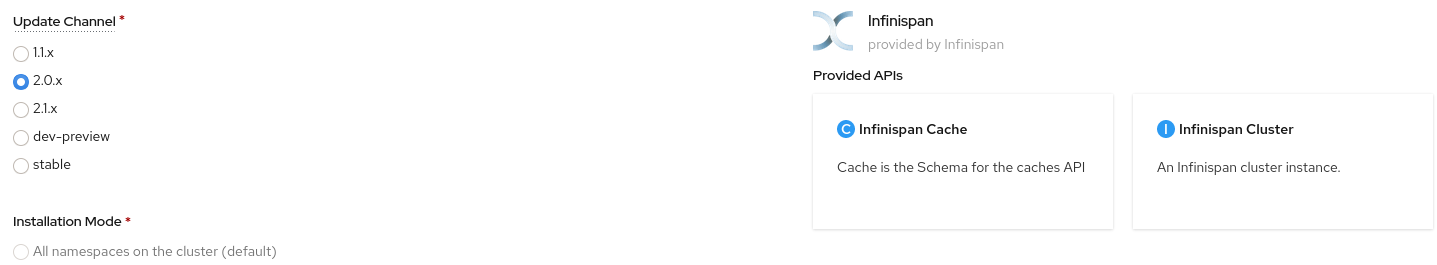 Update Channel *
1.1.x
2.0.x
2.1.x
dev-preview
stable
Installation Mode *
All namespaces on the cluster (default)
Infinispan
provided by Infinispan
Provided APIs
C Infinispan Cache
Cache is the Schema for the caches API
I Infinispan Cluster
An Infinispan cluster instance.